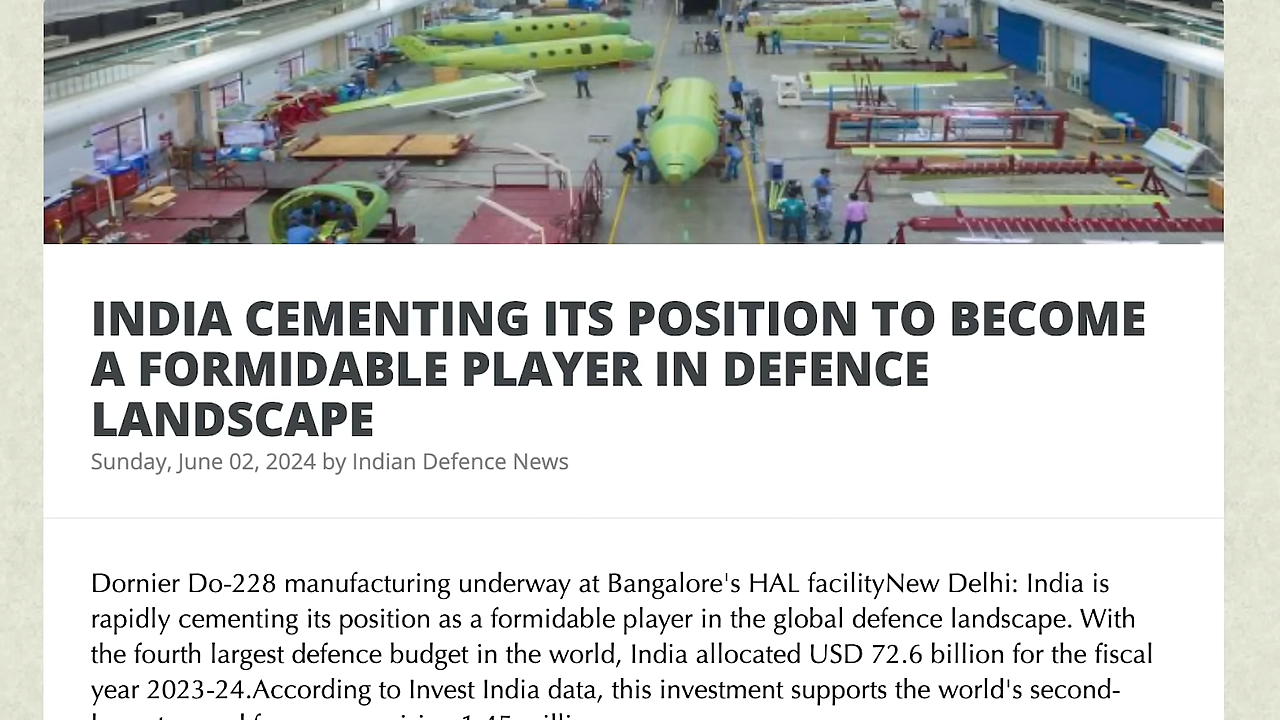 INDIA CEMENTING ITS POSITION TO BECOME
A FORMIDABLE PLAYER IN DEFENCE
LANDSCAPE
Sunday, June 02, 2024 by Indian Defence News
Dornier Do-228 manufacturing underway at Bangalore's HAL facilityNew Delhi: India is
rapidly cementing its position as a formidable player in the global defence landscape. With
the fourth largest defence budget in the world, India allocated USD 72.6 billion for the fiscal
year 2023-24.According to Invest India data, this investment supports the world's second-